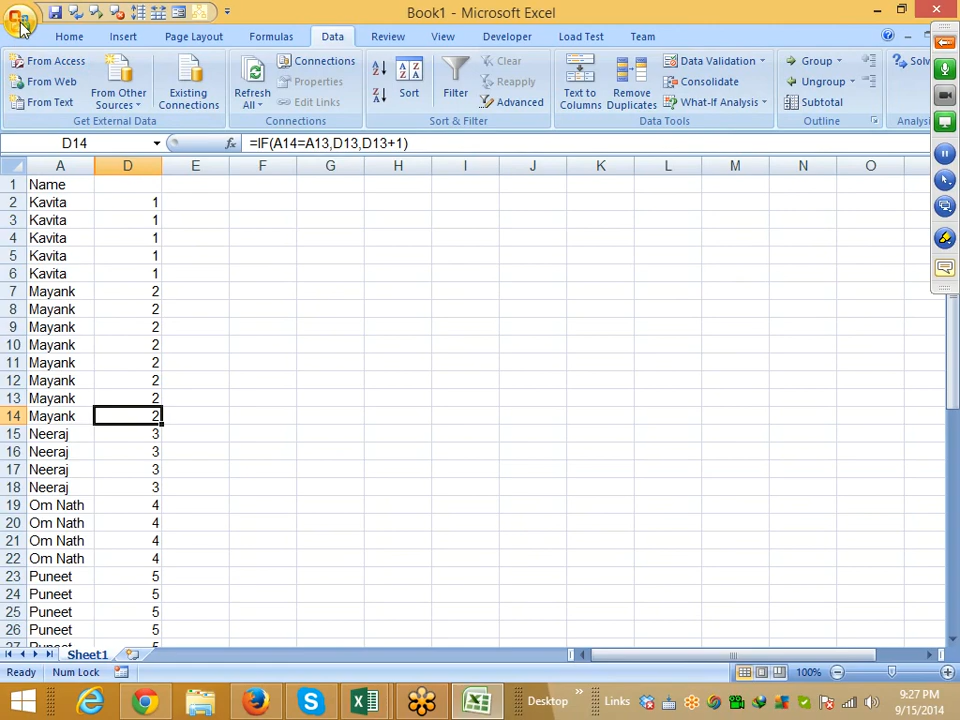 Book1 - Microsoft Excel
Home Insert Page Layout Formulas Data Review View Developer Load Test Team
From Access
From Web
From Text
From Other Sources
Existing Connections
Get External Data
Refresh All
Connections
Properties
Edit Links
Connections
Sort
Filter
Clear
Reapply
Advanced
Sort & Filter
Text to Columns
Remove Duplicates
Data Validation
Consolidate
What-If Analysis
Data Tools
Group
Ungroup
Subtotal
Outline
Solv
Analys
D14 fx =IF(A14=A13,D13,D13+1)
A D E F G H I J K L M N O
1 Name
2 Kavita 1
3 Kavita 1
4 Kavita 1
5 Kavita 1
6 Kavita 1
7 Mayank 2
8 Mayank 2
9 Mayank 2
10 Mayank 2
11 Mayank 2
12 Mayank 2
13 Mayank 2
14 Mayank 2
15 Neeraj 3
16 Neeraj 3
17 Neeraj 3
18 Neeraj 3
19 Om Nath 4
20 Om Nath 4
21 Om Nath 4
22 Om Nath 4
23 Puneet 5
24 Puneet 5
25 Puneet 5
26 Puneet 5
27 Puneet 5
Sheet1
Ready Num Lock 100%
Desktop Links 9:27 PM
9/15/2014